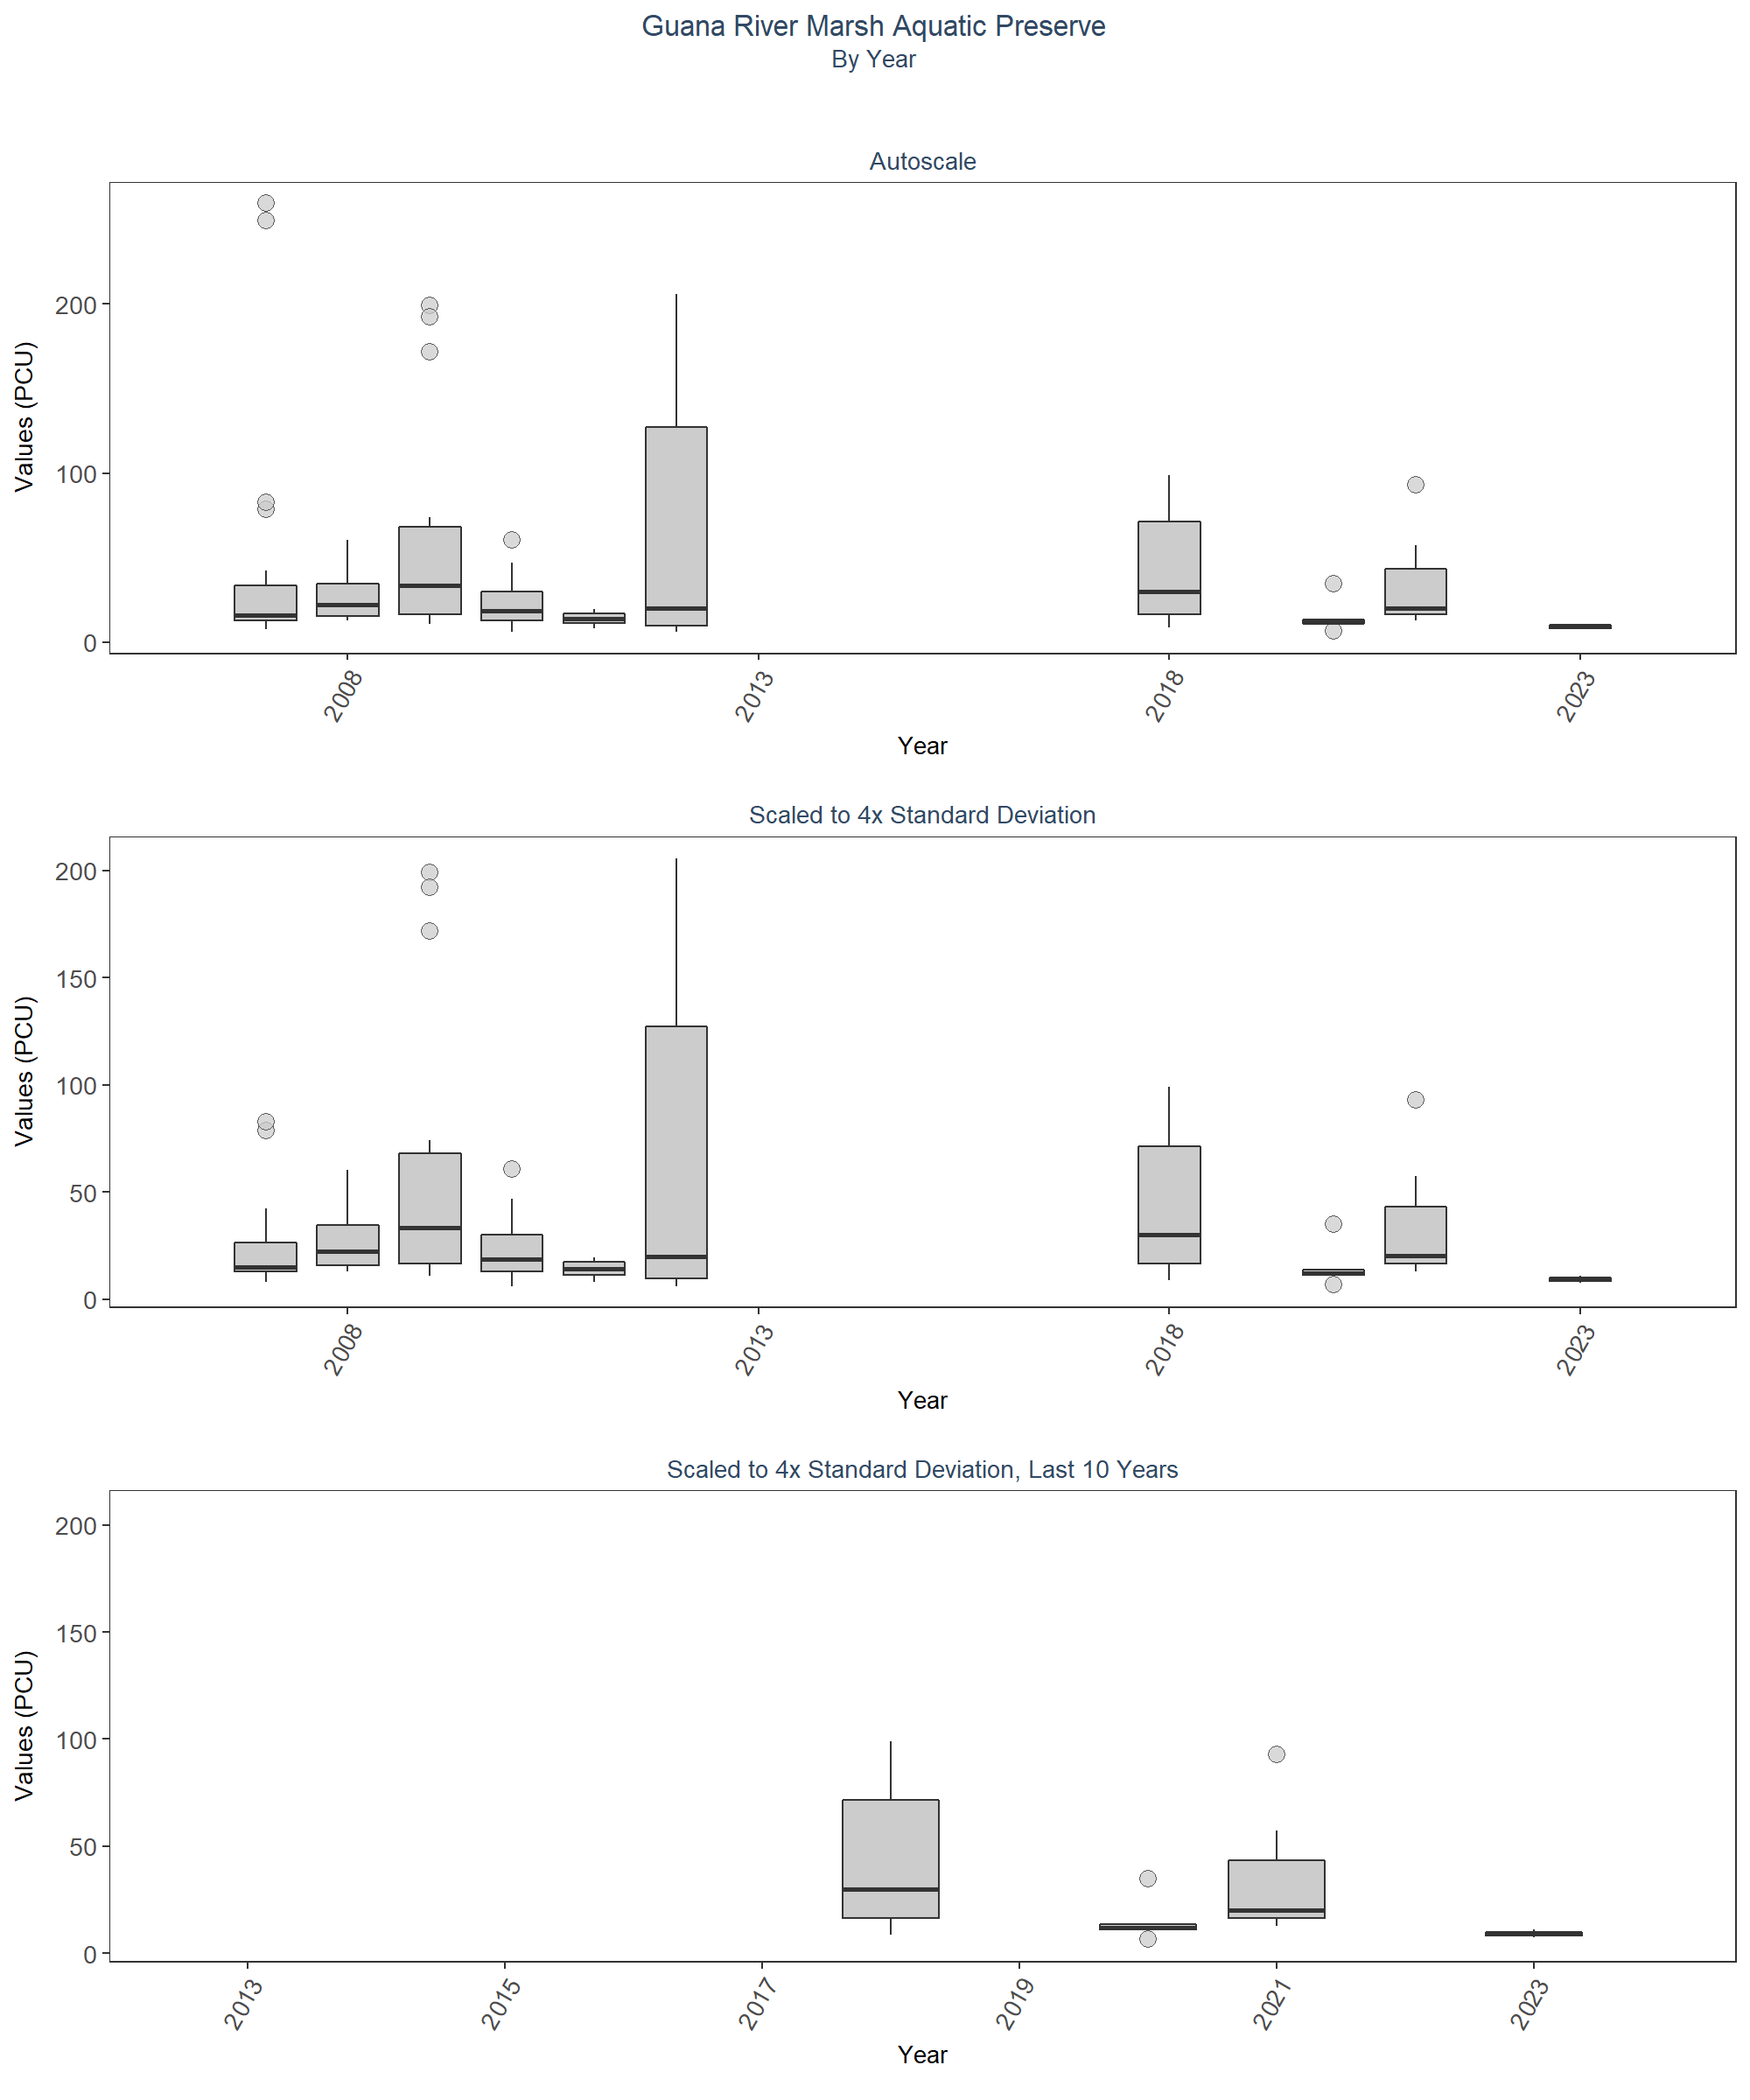 Guana River Marsh Aquatic Preserve
By Year
Autoscale
Values (PCU)
200
100
0
2008
2013
2018
2023
Year
Scaled to 4x Standard Deviation
Values (PCU)
200
150
100
50
0
2008
2013
2018
2023
Year
Scaled to 4x Standard Deviation, Last 10 Years
Values (PCU)
200
150
100
50
0
2013
2015
2017
2019
2021
2023
Year